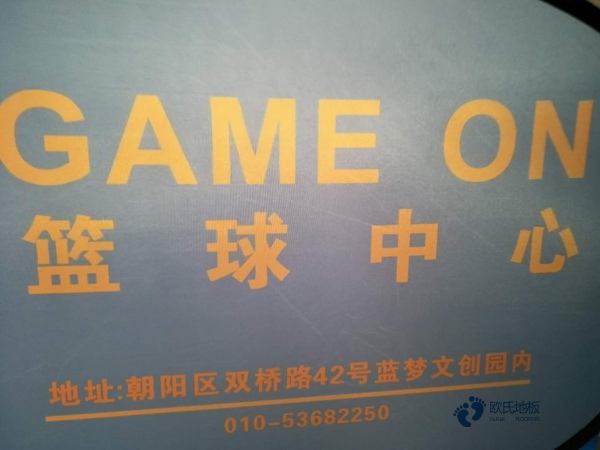 GAME ON
篮球中心
地址:朝阳区双桥路42号蓝梦文创园内
010-53682250
欧氏地板